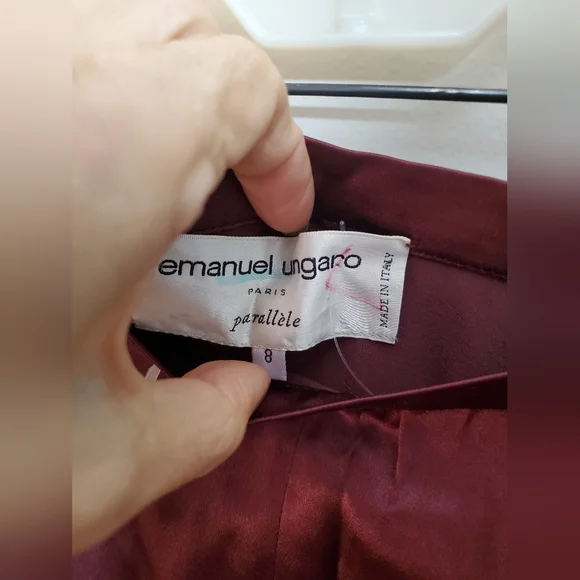 emanuel ungaro
PARIS
parallèle
MADE IN ITALY
8